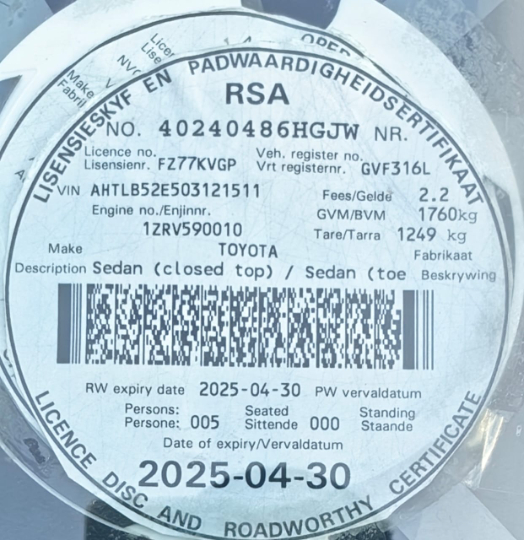 LISENSIESKYF EN PADWAARDIGHEIDSERTIFIKAAT
RSA
NO. 40240486HGJW NR.
Licence no. Veh. register no.
Lisensienr. FZ77KVGP Vrt registernr. GVF316L
VIN AHTLB52E503121511 Fees/Gelde 2.2
Engine no./Enjinnr. GVM/BVM 1760kg
1ZRV590010 Tare/Tarra 1249 kg
Make TOYOTA Fabrikaat
Description Sedan (closed top) / Sedan (toe Beskrywing
RW expiry date 2025-04-30 PW vervaldatum
Persons: Seated Standing
Persone: 005 Sittende 000 Staande
Date of expiry/Vervaldatum
2025-04-30
LICENCE DISC AND ROADWORTHY CERTIFICATE
Make